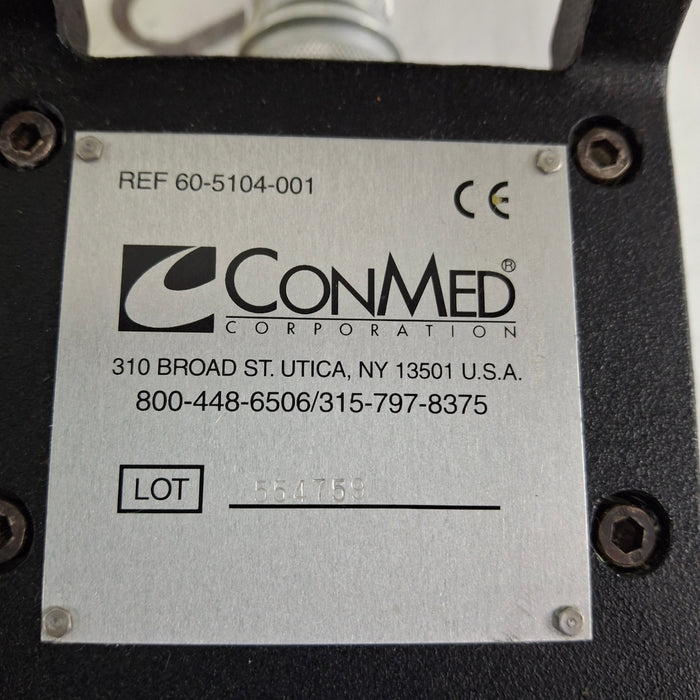 REF 60-5104-001
CE
CONMED®
CORPORATION
310 BROAD ST. UTICA, NY 13501 U.S.A.
800-448-6506/315-797-8375
LOT 554759